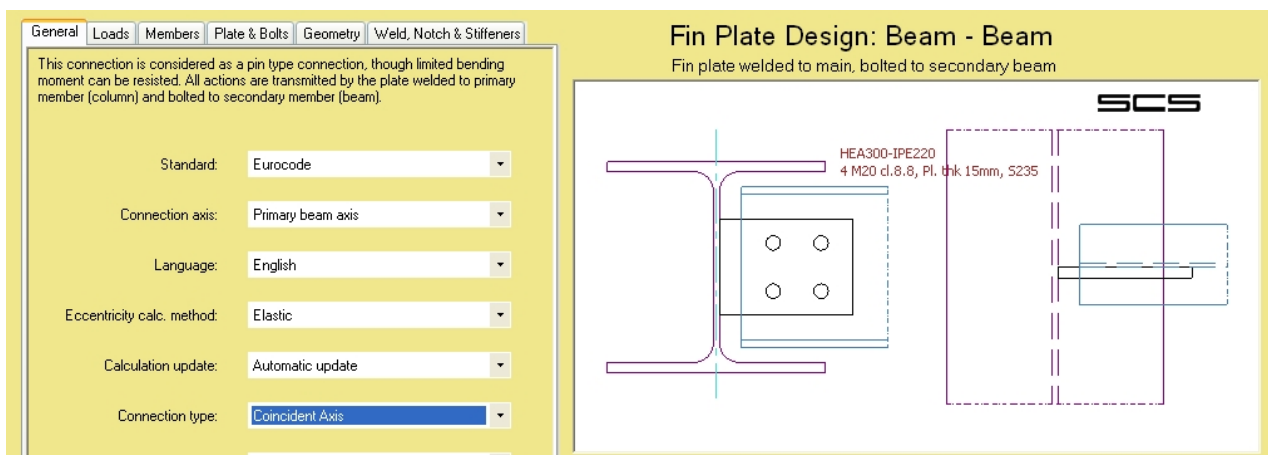 General Loads Members Plate & Bolts Geometry Weld, Notch & Stiffeners
This connection is considered as a pin type connection, though limited bending
moment can be resisted. All actions are transmitted by the plate welded to primary
member (column) and bolted to secondary member (beam).
Standard: Eurocode
Connection axis: Primary beam axis
Language: English
Eccentricity calc. method: Elastic
Calculation update: Automatic update
Connection type: Coincident Axis
Fin Plate Design: Beam - Beam
Fin plate welded to main, bolted to secondary beam
SCS
HEA300-IPE220
4 M20 cl.8.8, Pl. thk 15mm, S235